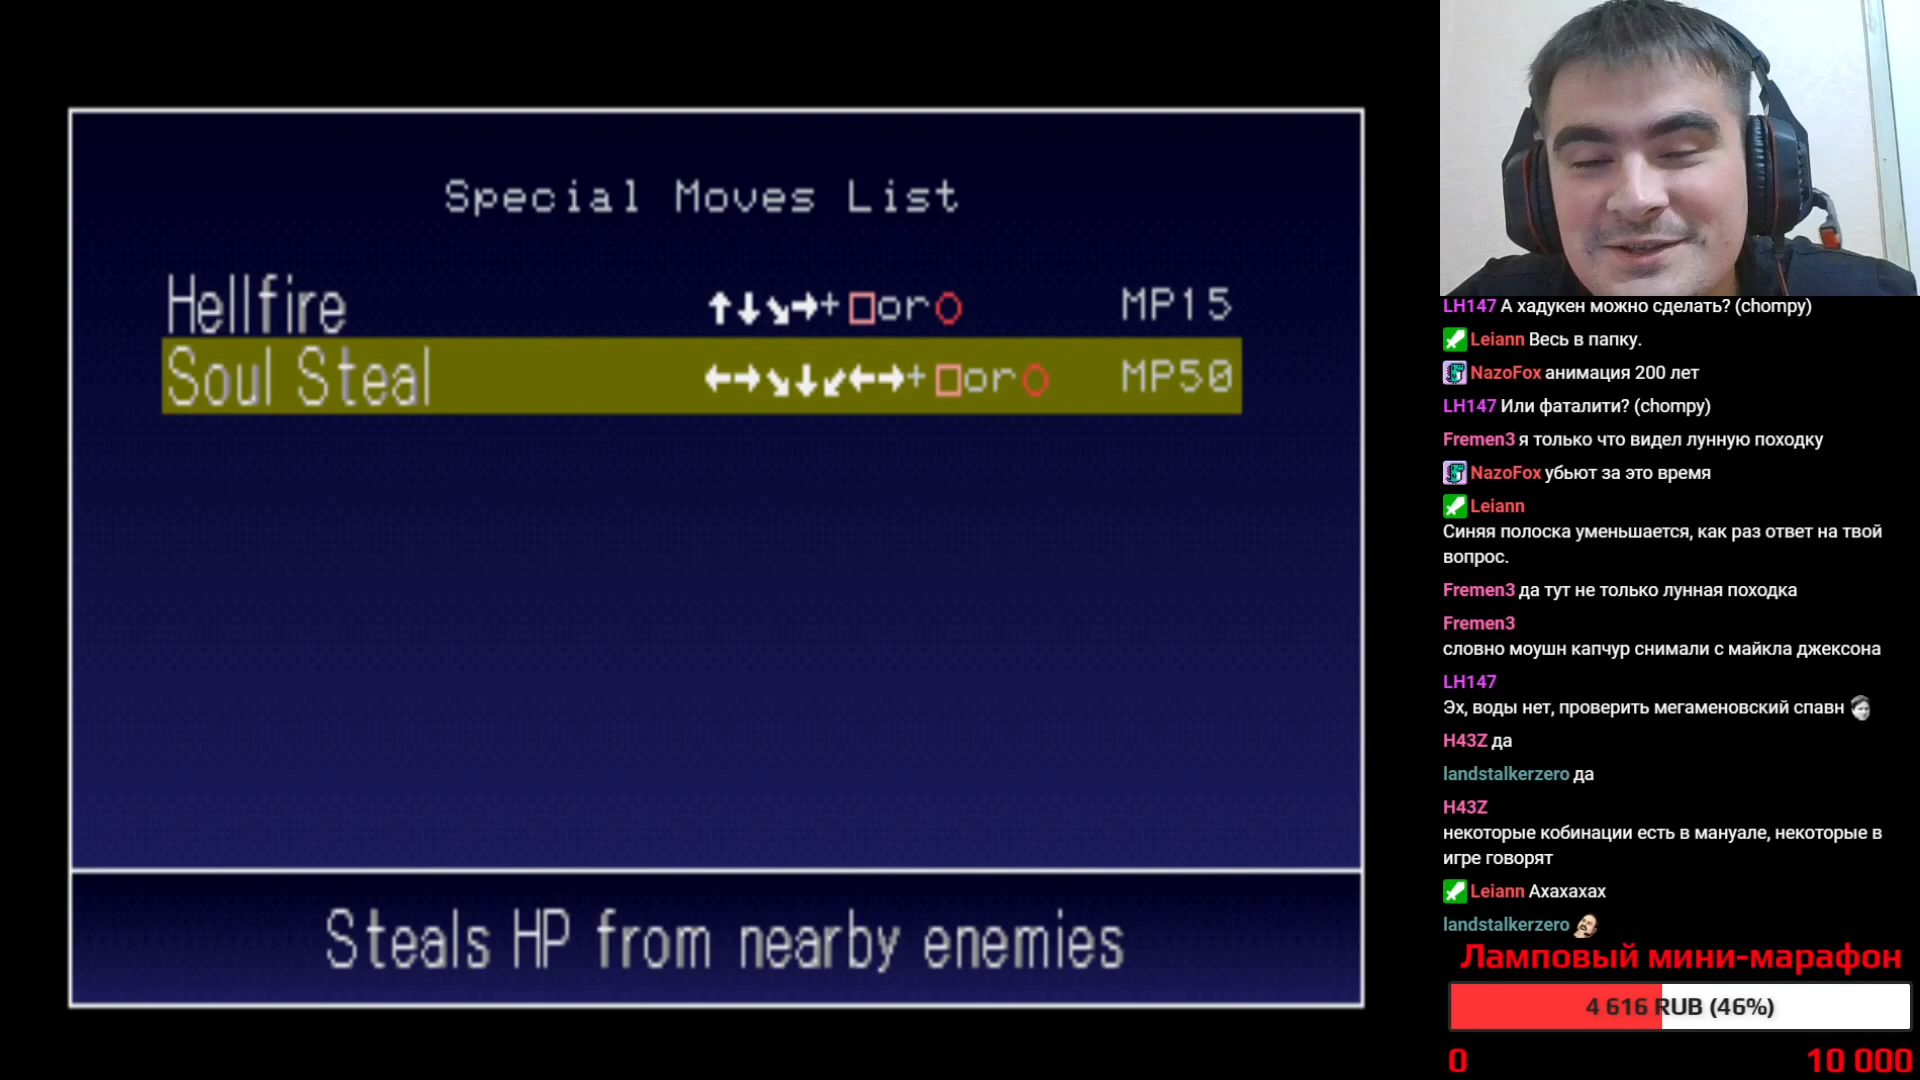 Special Moves List
Hellfire ↑↓↘→+□or○ MP15
Soul Steal ←→↘↓↙←→+□or○ MP50
Steals HP from nearby enemies
LH147 А хадукен можно сделать? (chompy)
Leiann Весь в папку.
NazoFox анимация 200 лет
LH147 Или фаталити? (chompy)
Fremen3 я только что видел лунную походку
NazoFox убьют за это время
Leiann
Синяя полоска уменьшается, как раз ответ на твой
вопрос.
Fremen3 да тут не только лунная походка
Fremen3
словно моушн капчур снимали с майкла джексона
LH147
Эх, воды нет, проверить мегаменовский спавн
H43Z да
landstalkerzero да
H43Z
некоторые кобинации есть в мануале, некоторые в
игре говорят
Leiann Ахахахах
landstalkerzero
Ламповый мини-марафон
4 616 RUB (46%)
0 10 000